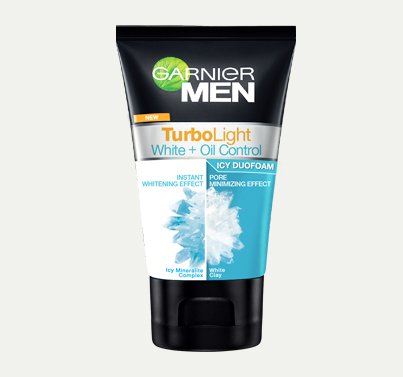 GARNIER
MEN
NEW
TurboLight
White + Oil Control
ICY DUOFOAM
INSTANT
WHITENING EFFECT
PORE
MINIMIZING EFFECT
Icy Mineralite
Complex
White
Clay